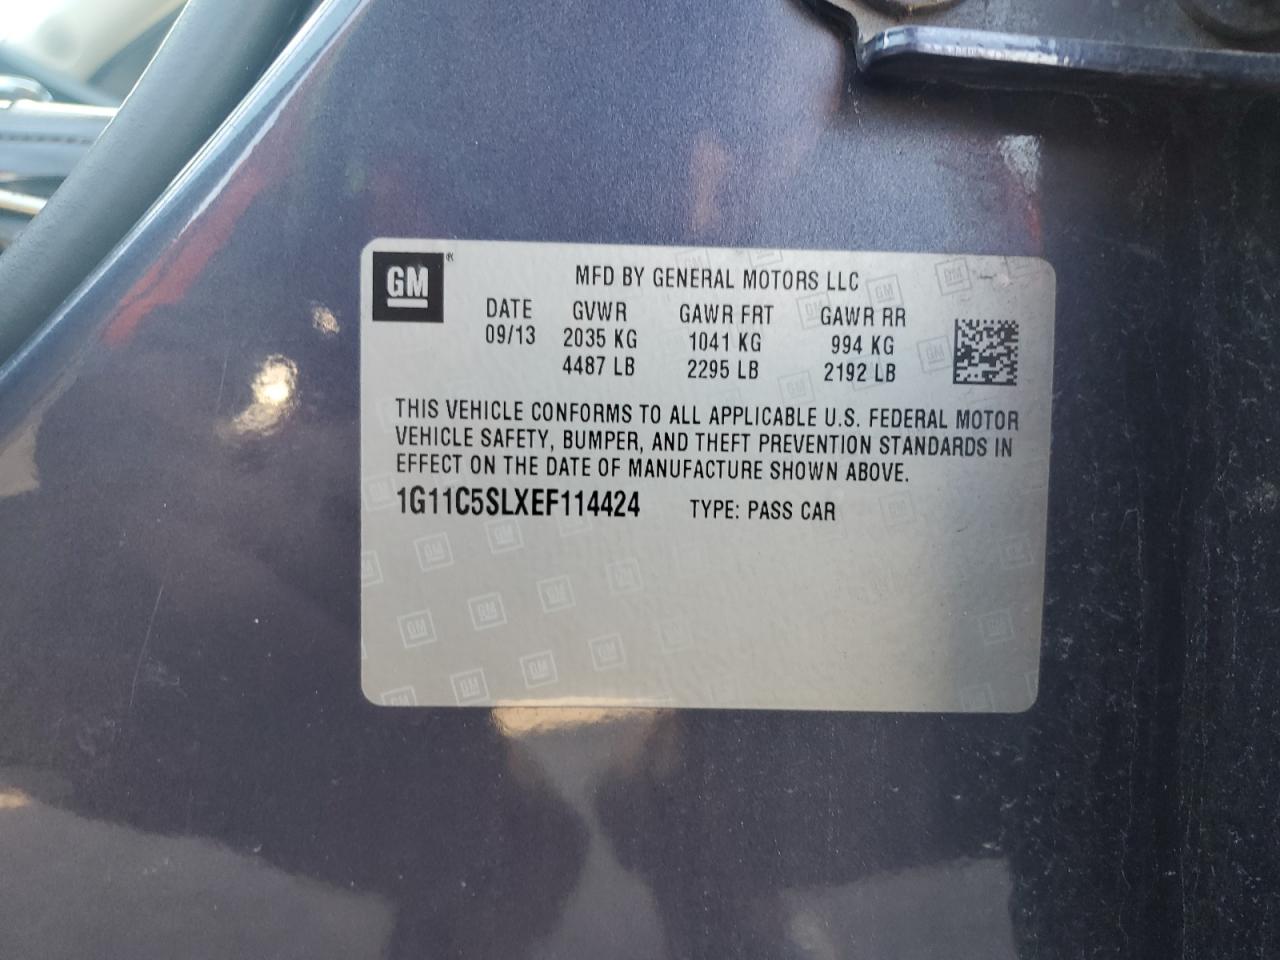 GM ®
MFD BY GENERAL MOTORS LLC
DATE GVWR GAWR FRT GAWR RR
09/13 2035 KG 1041 KG 994 KG
4487 LB 2295 LB 2192 LB
THIS VEHICLE CONFORMS TO ALL APPLICABLE U.S. FEDERAL MOTOR
VEHICLE SAFETY, BUMPER, AND THEFT PREVENTION STANDARDS IN
EFFECT ON THE DATE OF MANUFACTURE SHOWN ABOVE.
1G11C5SLXEF114424 TYPE: PASS CAR